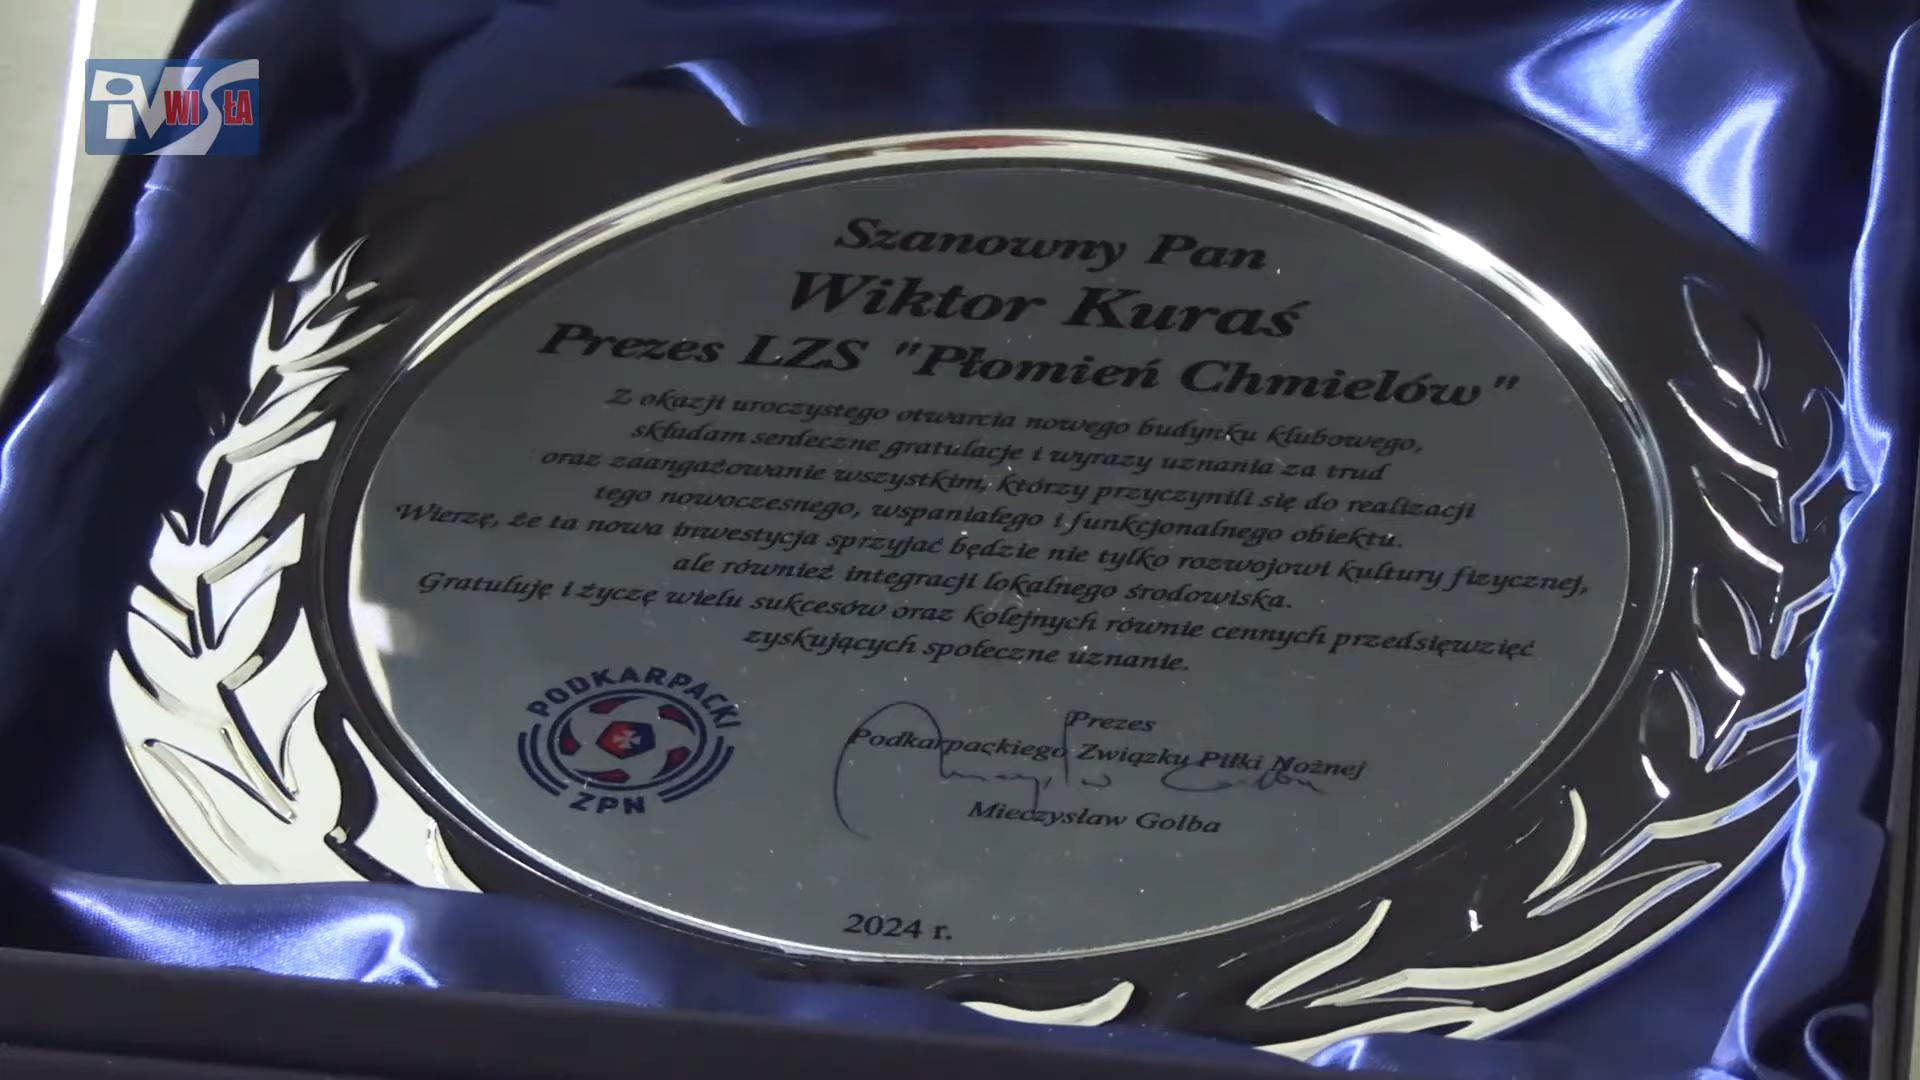 iVS WISŁA
Szanowny Pan
Wiktor Kuraś
Prezes LZS "Płomień Chmielów"
Z okazji uroczystego otwarcia nowego budynku klubowego,
składam serdeczne gratulacje i wyrazy uznania za trud
oraz zaangażowanie wszystkim, którzy przyczynili się do realizacji
tego nowoczesnego, wspaniałego i funkcjonalnego obiektu.
Wierzę, że ta nowa inwestycja sprzyjać będzie nie tylko rozwojowi kultury fizycznej,
ale również integracji lokalnego środowiska.
Gratuluję i życzę wielu sukcesów oraz kolejnych równie cennych przedsięwzięć
zyskujących społeczne uznanie.
PODKARPACKI
ZPN
Prezes
Podkarpackiego Związku Piłki Nożnej
Mieczysław Golba
2024 r.